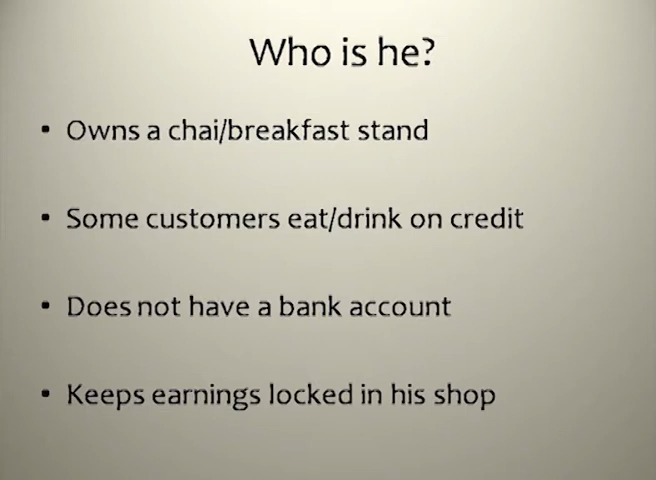 Who is he?
• Owns a chai/breakfast stand
• Some customers eat/drink on credit
• Does not have a bank account
• Keeps earnings locked in his shop